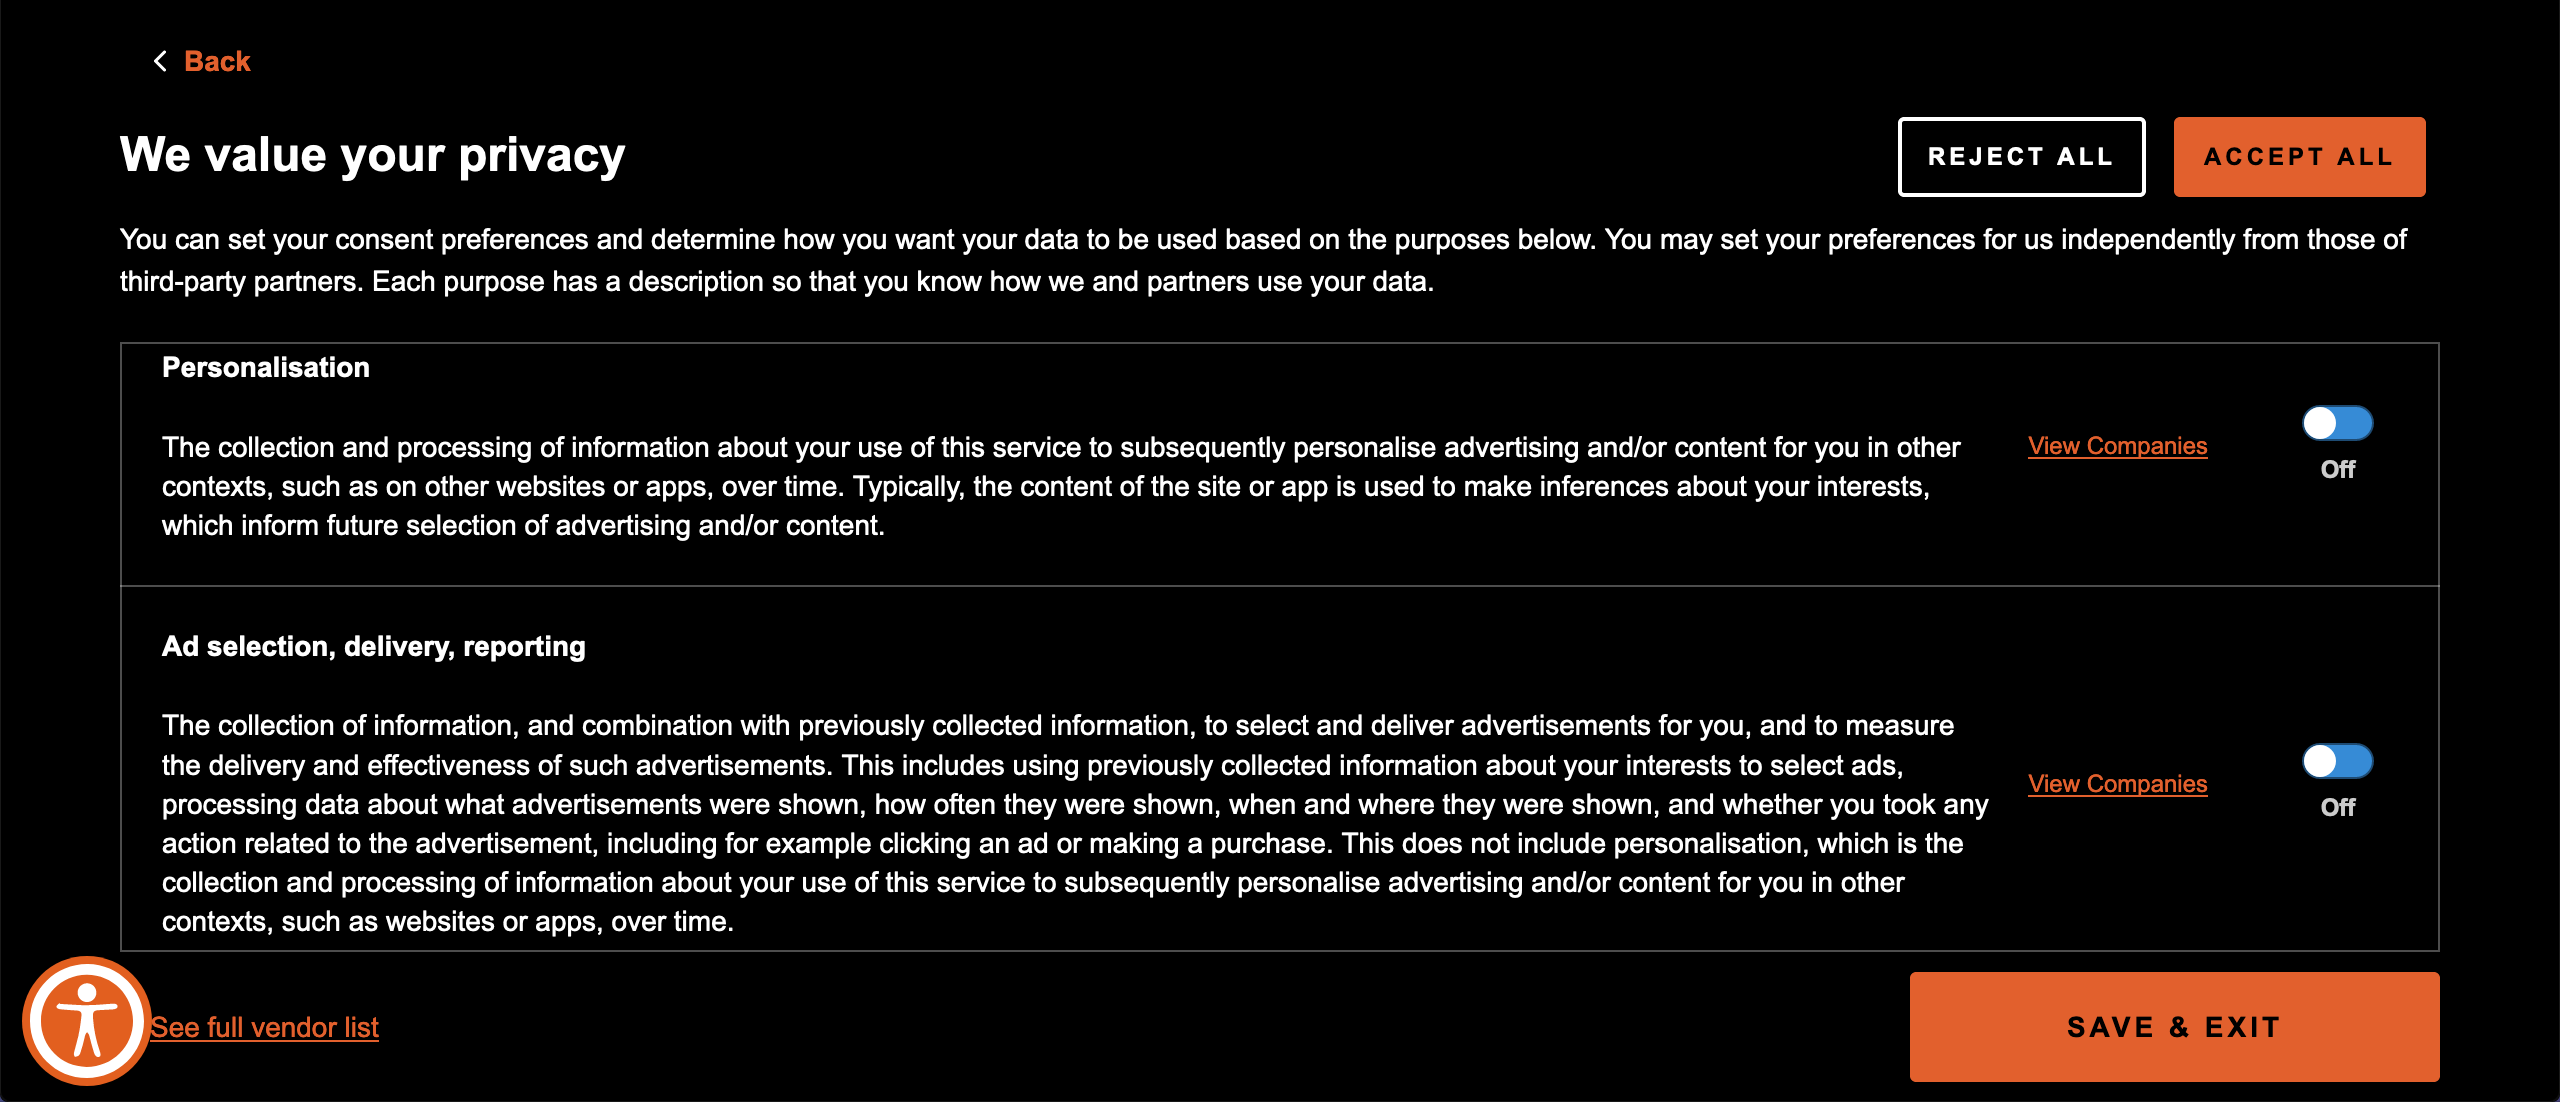 Back
We value your privacy
REJECT ALL
ACCEPT ALL
You can set your consent preferences and determine how you want your data to be used based on the purposes below. You may set your preferences for us independently from those of
third-party partners. Each purpose has a description so that you know how we and partners use your data.
Personalisation
The collection and processing of information about your use of this service to subsequently personalise advertising and/or content for you in other
contexts, such as on other websites or apps, over time. Typically, the content of the site or app is used to make inferences about your interests,
which inform future selection of advertising and/or content.
View Companies
Off
Ad selection, delivery, reporting
The collection of information, and combination with previously collected information, to select and deliver advertisements for you, and to measure
the delivery and effectiveness of such advertisements. This includes using previously collected information about your interests to select ads,
processing data about what advertisements were shown, how often they were shown, when and where they were shown, and whether you took any
action related to the advertisement, including for example clicking an ad or making a purchase. This does not include personalisation, which is the
collection and processing of information about your use of this service to subsequently personalise advertising and/or content for you in other
contexts, such as websites or apps, over time.
View Companies
Off
See full vendor list
SAVE & EXIT